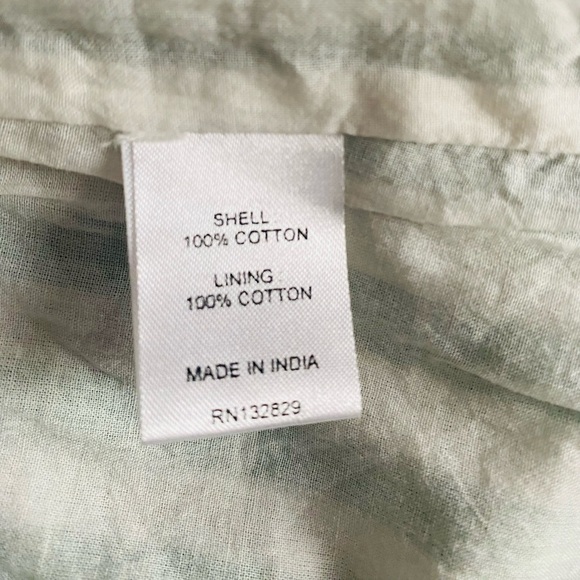 SHELL :
100% COTTON
LINING :
100% COTTON
MADE IN INDIA
RN132829